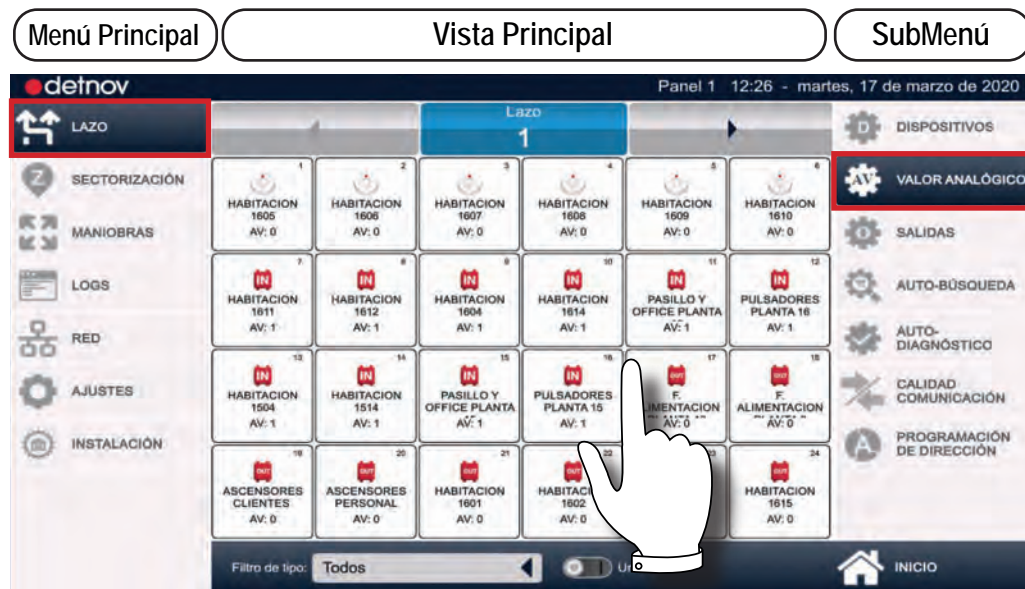 Menú Principal
Vista Principal
SubMenú
detnov
Panel 1 12:26 - martes, 17 de marzo de 2020
LAZO
SECTORIZACIÓN
MANIOBRAS
LOGS
RED
AJUSTES
INSTALACIÓN
Lazo
1
1
HABITACION
1605
AV: 0
2
HABITACION
1606
AV: 0
3
HABITACION
1607
AV: 0
4
HABITACION
1608
AV: 0
5
HABITACION
1609
AV: 0
6
HABITACION
1610
AV: 0
7
IN
HABITACION
1611
AV: 1
8
IN
HABITACION
1612
AV: 1
9
IN
HABITACION
1604
AV: 1
10
IN
HABITACION
1614
AV: 1
11
IN
PASILLO Y
OFFICE PLANTA
AV: 1
12
IN
PULSADORES
PLANTA 16
AV: 1
13
IN
HABITACION
1504
AV: 1
14
IN
HABITACION
1514
AV: 1
15
IN
PASILLO Y
OFFICE PLANTA
AV: 1
16
IN
PULSADORES
PLANTA 15
AV: 1
17
OUT
F.
IMENTACION
AV: 0
18
OUT
F.
ALIMENTACION
AV: 0
19
OUT
ASCENSORES
CLIENTES
AV: 0
20
OUT
ASCENSORES
PERSONAL
AV: 0
21
OUT
HABITACION
1601
AV: 0
22
OUT
HABITAC
1602
AV: 0
23
24
OUT
HABITACION
1615
AV: 0
Filtro de tipo:
Todos
D
DISPOSITIVOS
AV
VALOR ANALÓGICO
SALIDAS
AUTO-BÚSQUEDA
AUTO-
DIAGNÓSTICO
CALIDAD
COMUNICACIÓN
A
PROGRAMACIÓN
DE DIRECCIÓN
INICIO